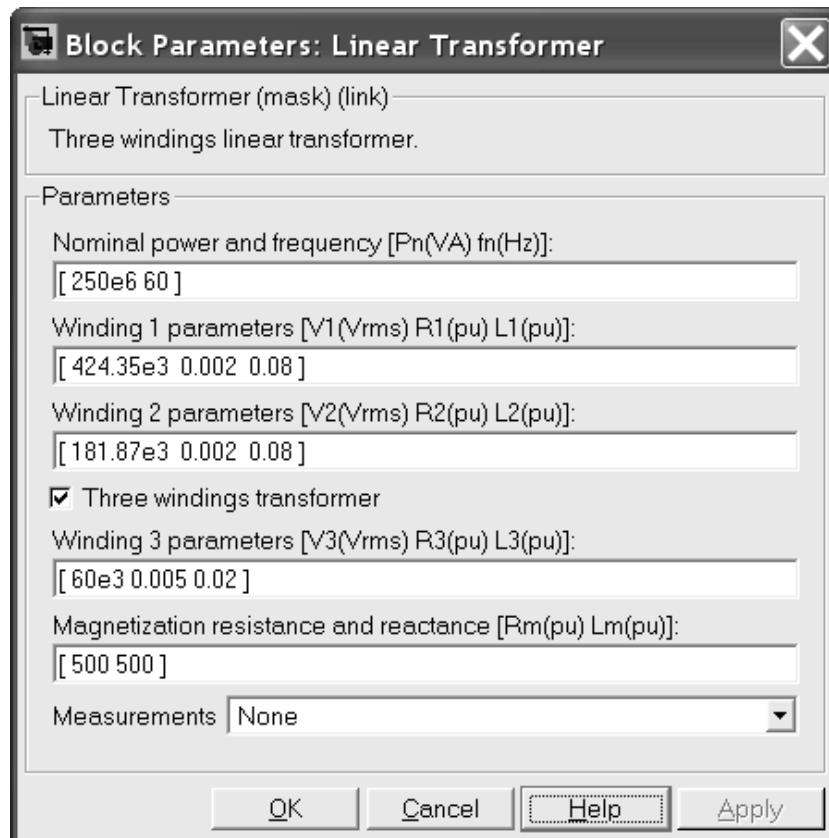 Block Parameters: Linear Transformer
Linear Transformer (mask) (link)
Three windings linear transformer.
Parameters
Nominal power and frequency [Pn(VA) fn(Hz)]:
[ 250e6 60 ]
Winding 1 parameters [V1(Vrms) R1(pu) L1(pu)]:
[ 424.35e3  0.002  0.08 ]
Winding 2 parameters [V2(Vrms) R2(pu) L2(pu)]:
[ 181.87e3  0.002  0.08 ]
Three windings transformer
Winding 3 parameters [V3(Vrms) R3(pu) L3(pu)]:
[ 60e3 0.005 0.02 ]
Magnetization resistance and reactance [Rm(pu) Lm(pu)]:
[ 500 500 ]
Measurements None
OK Cancel Help Apply